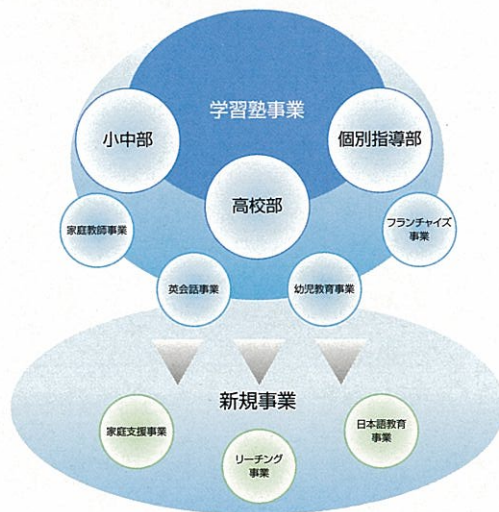 学習塾事業
小中部
個別指導部
高校部
家庭教師事業
フランチャイズ
事業
英会話事業
幼児教育事業
新規事業
家庭支援事業
リーチング
事業
日本語教育
事業